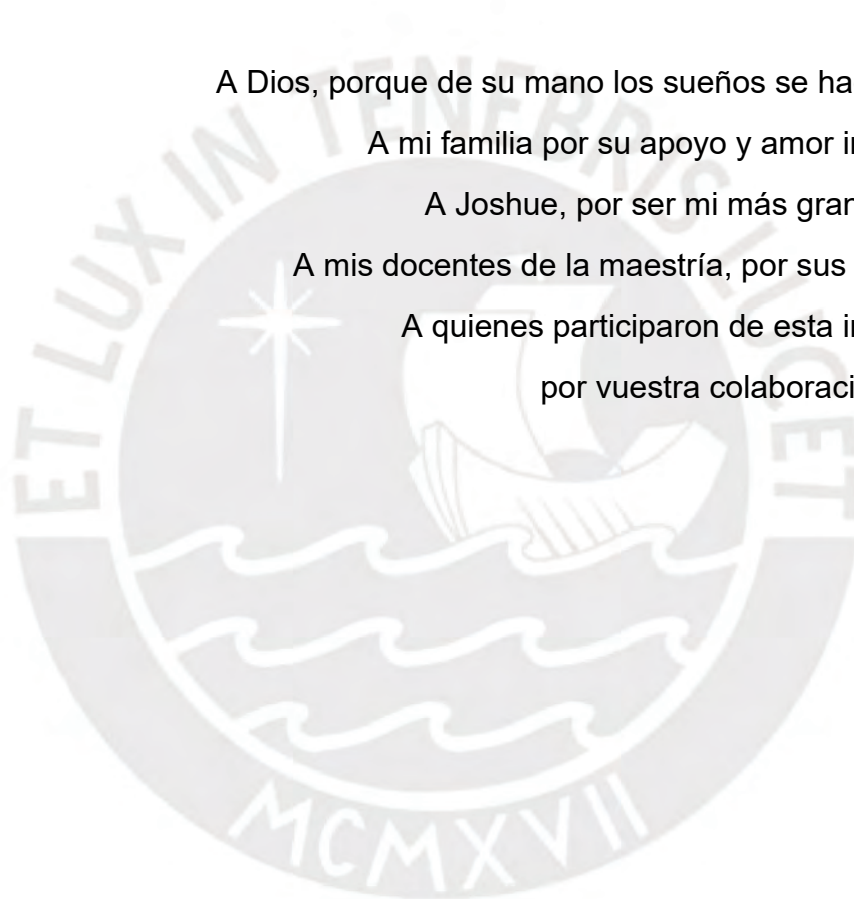 A Dios, porque de su mano los sueños se ha
A mi familia por su apoyo y amor
A Joshue, por ser mi más gran
A mis docentes de la maestría, por sus
A quienes participaron de esta
por vuestra colaboraci
ET LUX IN TENEBRIS LUCET
MCMXVII